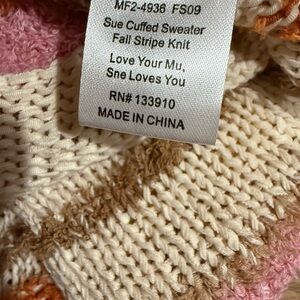 MF2-4936 FS09
Sue Cuffed Sweater
Fall Stripe Knit
Love Your Mu,
Sne Loves You
RN# 133910
MADE IN CHINA